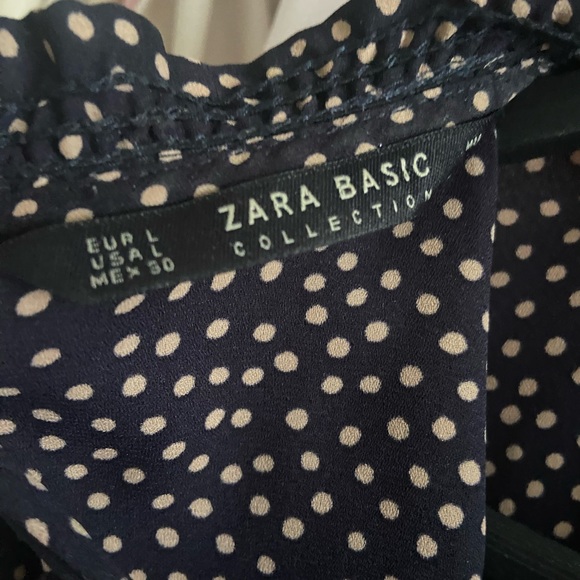 ZARA BASIC
COLLECTION
EUR L
USA L
MEX 30